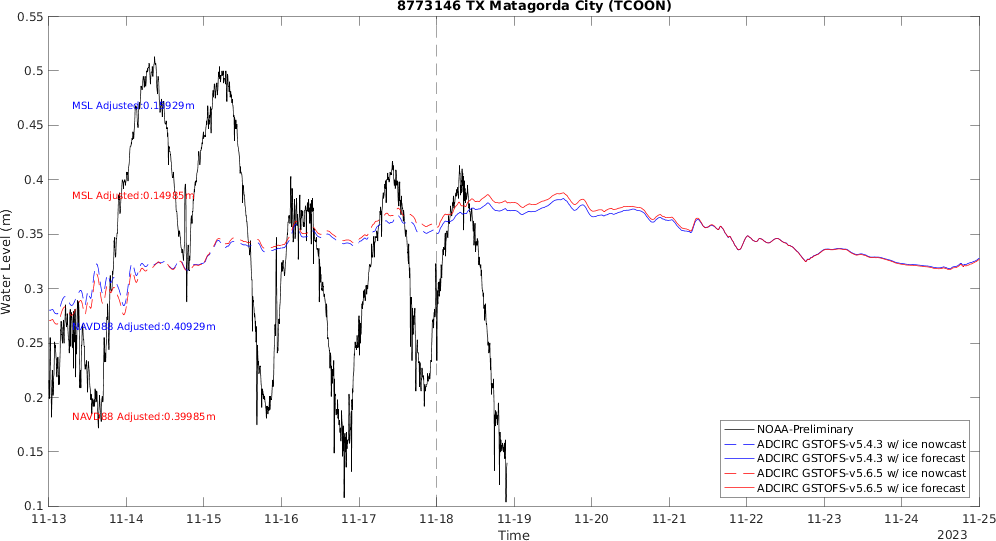 8773146 TX Matagorda City (TCOON)
Water Level (m)
0.55
0.5
0.45
0.4
0.35
0.3
0.25
0.2
0.15
0.1
MSL Adjusted:0.15929m
MSL Adjusted:0.14985m
NAVD88 Adjusted:0.40929m
NAVD88 Adjusted:0.39985m
NOAA-Preliminary
ADCIRC GSTOFS-v5.4.3 w/ ice nowcast
ADCIRC GSTOFS-v5.4.3 w/ ice forecast
ADCIRC GSTOFS-v5.6.5 w/ ice nowcast
ADCIRC GSTOFS-v5.6.5 w/ ice forecast
11-13 11-14 11-15 11-16 11-17 11-18 11-19 11-20 11-21 11-22 11-23 11-24 11-25
Time
2023